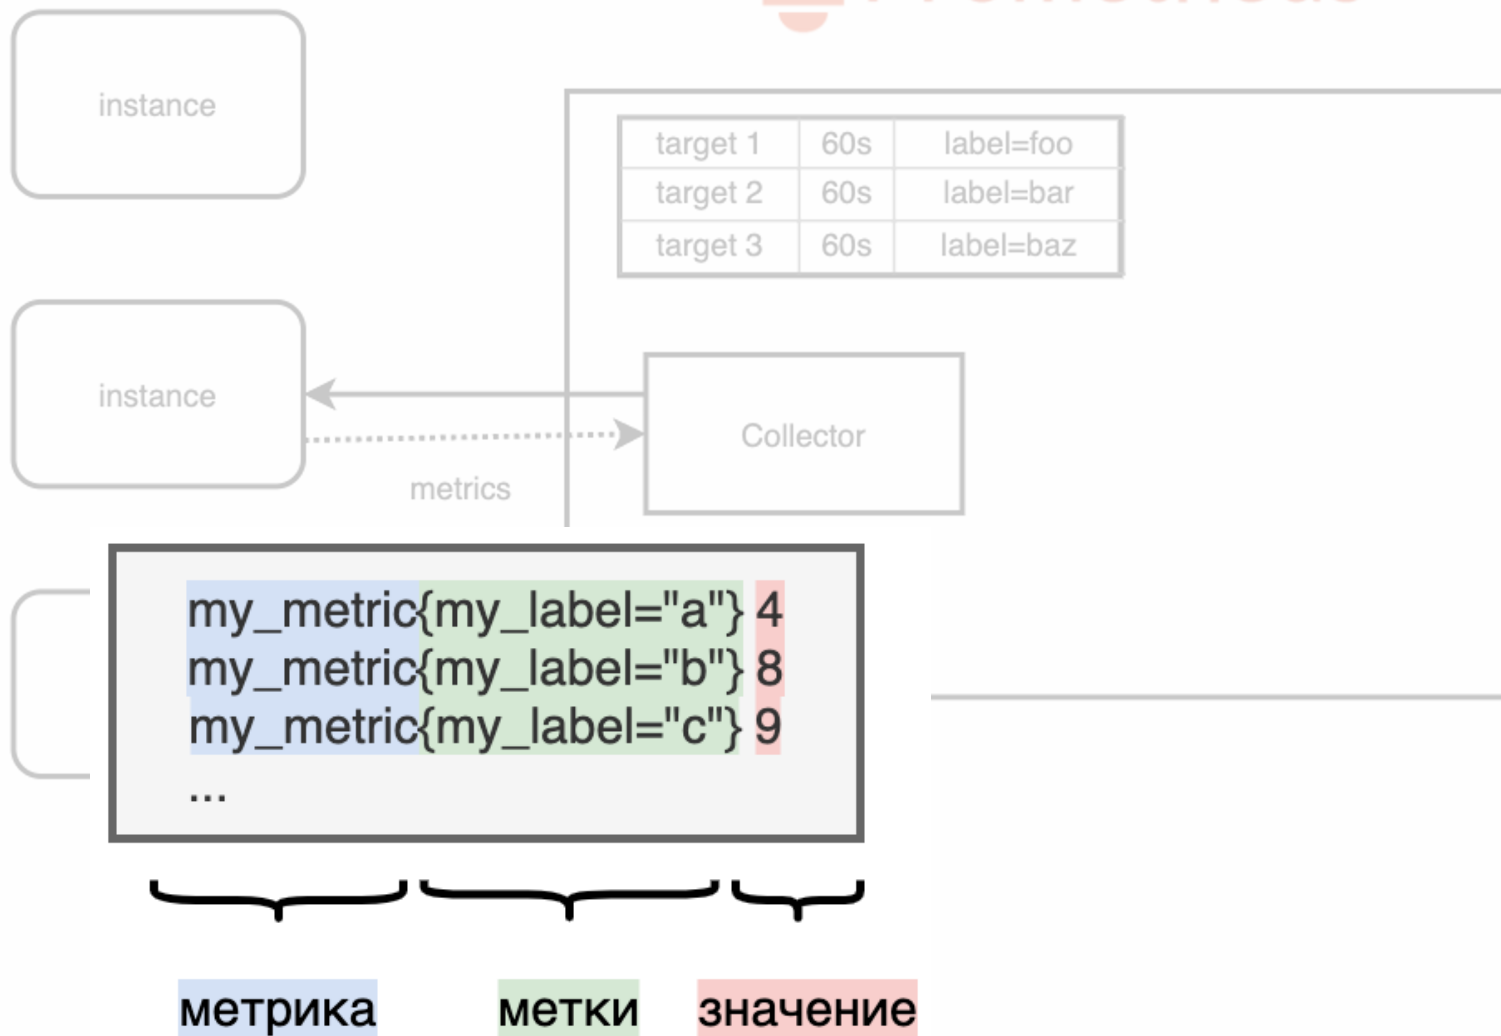 instance
target 1 60s label=foo
target 2 60s label=bar
target 3 60s label=baz
instance
Collector
metrics
my_metric{my_label="a"} 4
my_metric{my_label="b"} 8
my_metric{my_label="c"} 9
...
метрика метки значение